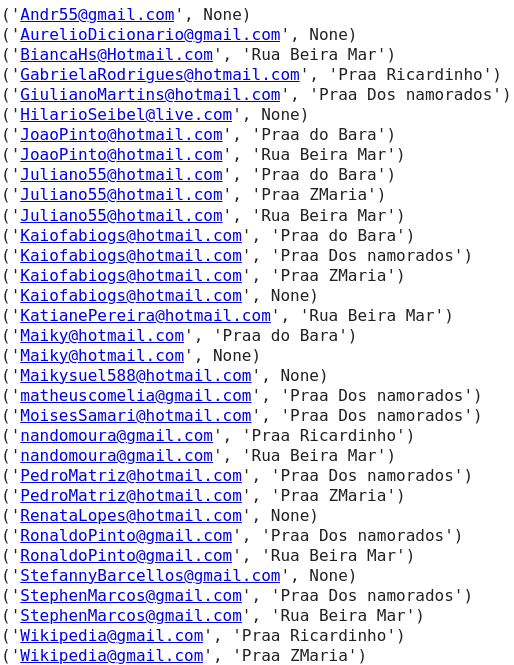 ('Andr55@gmail.com', None)
('AurelioDicionario@gmail.com', None)
('BiancaHs@Hotmail.com', 'Rua Beira Mar')
('GabrielaRodrigues@hotmail.com', 'Praa Ricardinho')
('GiulianoMartins@hotmail.com', 'Praa Dos namorados')
('HilarioSeibel@live.com', None)
('JoaoPinto@hotmail.com', 'Praa do Bara')
('JoaoPinto@hotmail.com', 'Rua Beira Mar')
('Juliano55@hotmail.com', 'Praa do Bara')
('Juliano55@hotmail.com', 'Praa ZMaria')
('Juliano55@hotmail.com', 'Rua Beira Mar')
('Kaiofabiogs@hotmail.com', 'Praa do Bara')
('Kaiofabiogs@hotmail.com', 'Praa Dos namorados')
('Kaiofabiogs@hotmail.com', 'Praa ZMaria')
('Kaiofabiogs@hotmail.com', None)
('KatianePereira@hotmail.com', 'Rua Beira Mar')
('Maiky@hotmail.com', 'Praa do Bara')
('Maiky@hotmail.com', None)
('Maikysuel588@hotmail.com', None)
('matheuscomelia@gmail.com', 'Praa Dos namorados')
('MoisesSamari@hotmail.com', 'Praa Dos namorados')
('nandomoura@gmail.com', 'Praa Ricardinho')
('nandomoura@gmail.com', 'Rua Beira Mar')
('PedroMatriz@hotmail.com', 'Praa Dos namorados')
('PedroMatriz@hotmail.com', 'Praa ZMaria')
('RenataLopes@hotmail.com', None)
('RonaldoPinto@gmail.com', 'Praa Dos namorados')
('RonaldoPinto@gmail.com', 'Rua Beira Mar')
('StefannyBarcellos@gmail.com', None)
('StephenMarcos@gmail.com', 'Praa Dos namorados')
('StephenMarcos@gmail.com', 'Rua Beira Mar')
('Wikipedia@gmail.com', 'Praa Ricardinho')
('Wikipedia@gmail.com', 'Praa ZMaria')